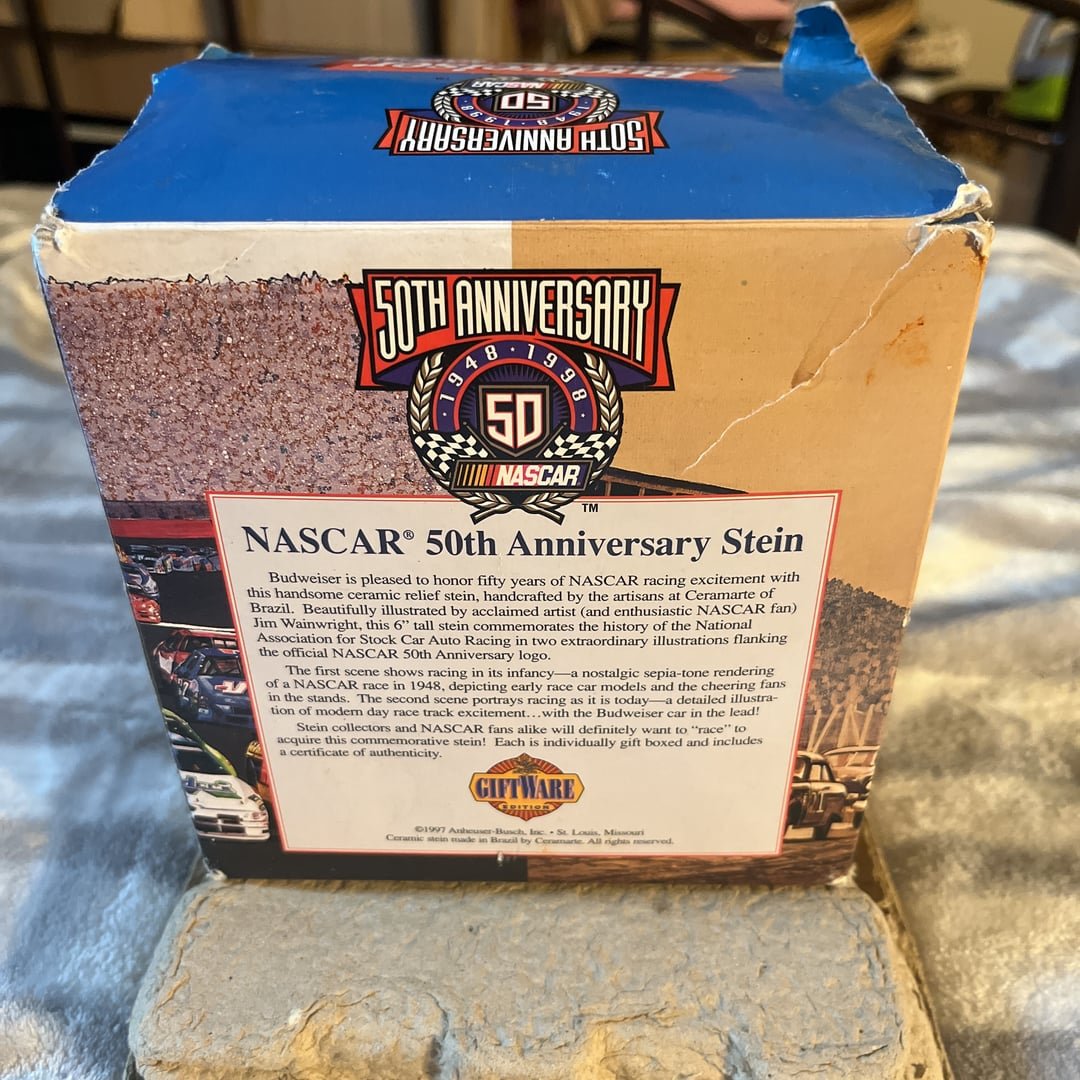 Budweiser
NASCAR
50
1948 · 1998
50TH ANNIVERSARY
50TH ANNIVERSARY
· 1948 · 1998 ·
50
NASCAR
TM
NASCAR® 50th Anniversary Stein
Budweiser is pleased to honor fifty years of NASCAR racing excitement with
this handsome ceramic relief stein, handcrafted by the artisans at Ceramarte of
Brazil. Beautifully illustrated by acclaimed artist (and enthusiastic NASCAR fan)
Jim Wainwright, this 6” tall stein commemorates the history of the National
Association for Stock Car Auto Racing in two extraordinary illustrations flanking
the official NASCAR 50th Anniversary logo.
The first scene shows racing in its infancy—a nostalgic sepia-tone rendering
of a NASCAR race in 1948, depicting early race car models and the cheering fans
in the stands. The second scene portrays racing as it is today—a detailed illustra-
tion of modern day race track excitement...with the Budweiser car in the lead!
Stein collectors and NASCAR fans alike will definitely want to “race” to
acquire this commemorative stein! Each is individually gift boxed and includes
a certificate of authenticity.
GIFTWARE
EDITION
©1997 Anheuser-Busch, Inc. • St. Louis, Missouri
Ceramic stein made in Brazil by Ceramarte. All rights reserved.